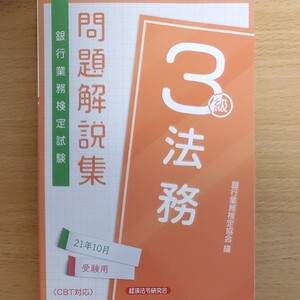 銀行業務検定試験
問題解説集
3級
法務
銀行業務検定協会 編
21年10月
受験用
〈CBT対応〉
経済法令研究会